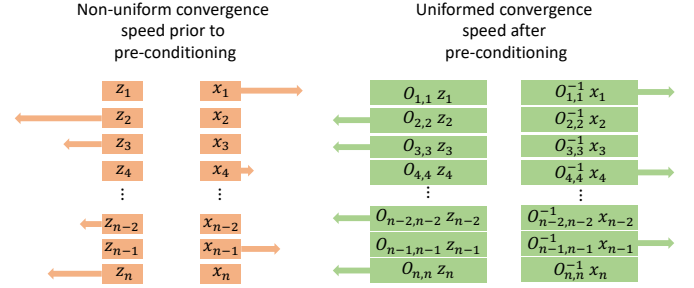 Non-uniform convergence
speed prior to
pre-conditioning
Uniformed convergence
speed after
pre-conditioning
z₁ x₁ O₁,₁ z₁ O₁,₁⁻¹ x₁
z₂ x₂ O₂,₂ z₂ O₂,₂⁻¹ x₂
z₃ x₃ O₃,₃ z₃ O₃,₃⁻¹ x₃
z₄ x₄ O₄,₄ z₄ O₄,₄⁻¹ x₄
⋮ ⋮ ⋮ ⋮
zₙ₋₂ xₙ₋₂ Oₙ₋₂,ₙ₋₂ zₙ₋₂ Oₙ₋₂,ₙ₋₂⁻¹ xₙ₋₂
zₙ₋₁ xₙ₋₁ Oₙ₋₁,ₙ₋₁ zₙ₋₁ Oₙ₋₁,ₙ₋₁⁻¹ xₙ₋₁
zₙ xₙ Oₙ,ₙ zₙ Oₙ,ₙ⁻¹ xₙ